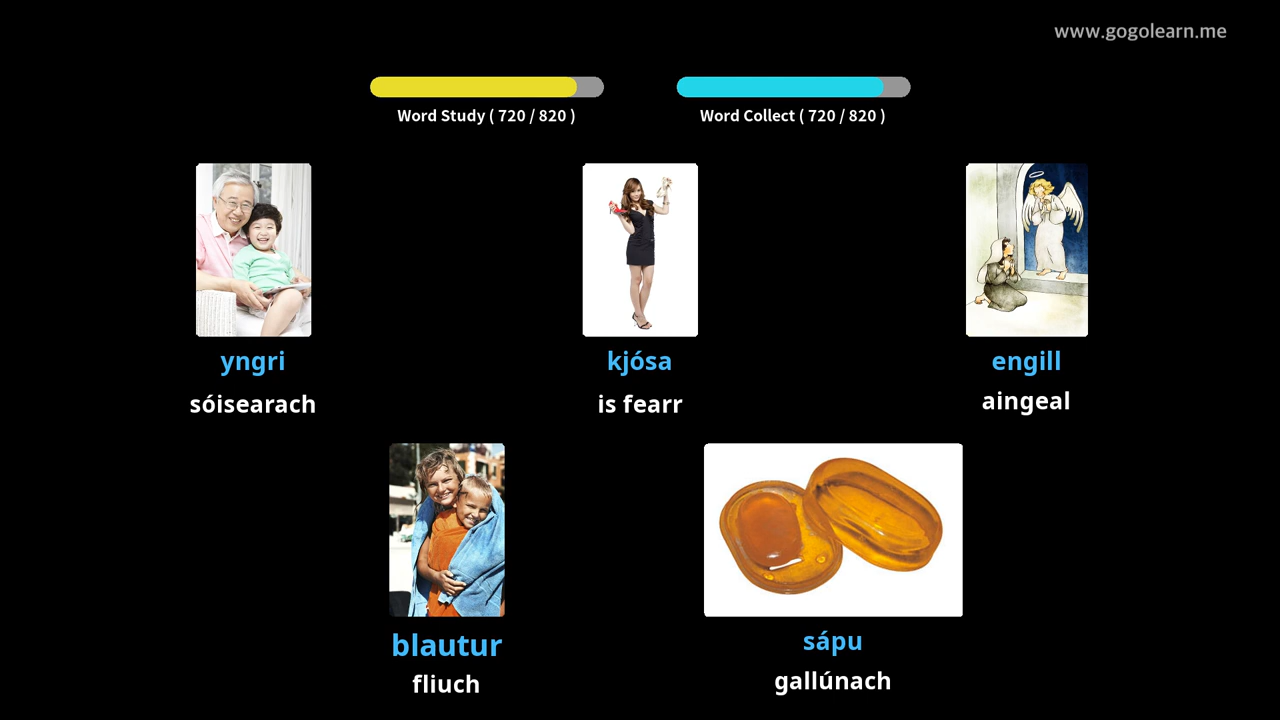 www.gogolearn.me
Word Study ( 720 / 820 )
Word Collect ( 720 / 820 )
yngri
sóisearach
kjósa
is fearr
engill
aingeal
blautur
fliuch
sápu
gallúnach